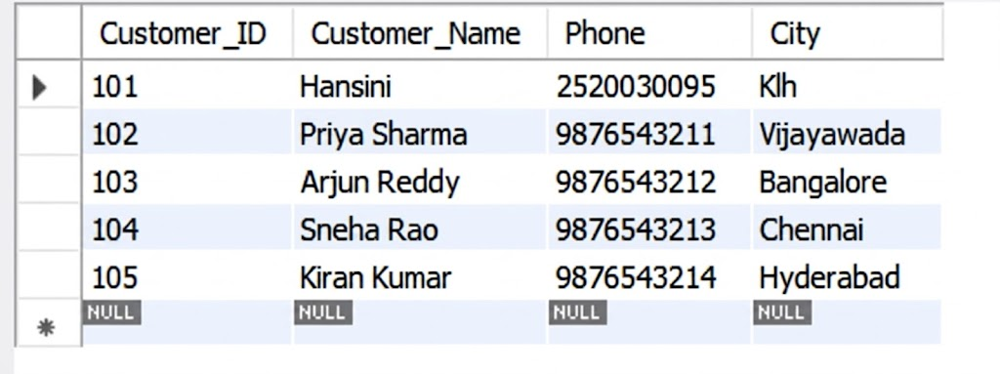 Customer_ID Customer_Name Phone City
101 Hansini 2520030095 Klh
102 Priya Sharma 9876543211 Vijayawada
103 Arjun Reddy 9876543212 Bangalore
104 Sneha Rao 9876543213 Chennai
105 Kiran Kumar 9876543214 Hyderabad
NULL NULL NULL NULL